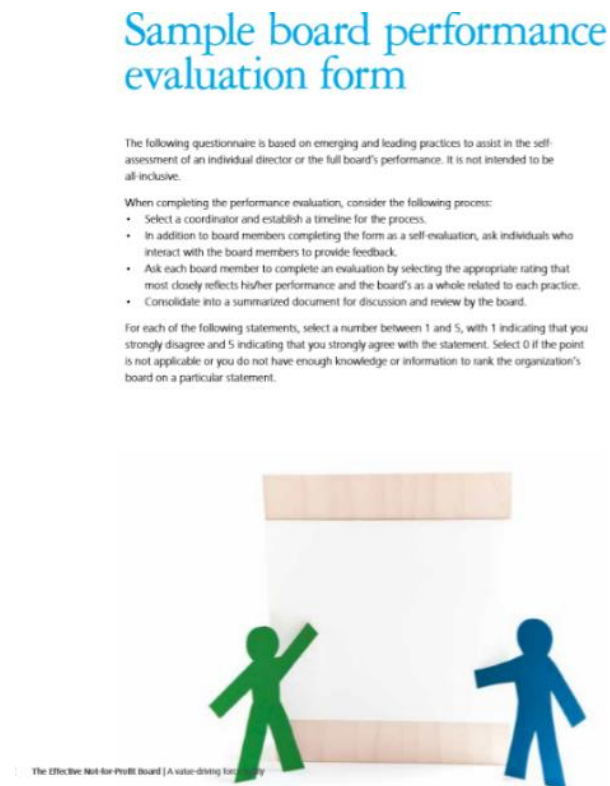 Sample board performance
evaluation form
The following questionnaire is based on emerging and leading practices to assist in the self-
assessment of an individual director or the full board's performance. It is not intended to be
all-inclusive.
When completing the performance evaluation, consider the following process:
• Select a coordinator and establish a timeline for the process.
• In addition to board members completing the form as a self-evaluation, ask individuals who
interact with the board members to provide feedback.
• Ask each board member to complete an evaluation by selecting the appropriate rating that
most closely reflects his/her performance and the board's as a whole related to each practice.
• Consolidate into a summarized document for discussion and review by the board.
For each of the following statements, select a number between 1 and 5, with 1 indicating that you
strongly disagree and 5 indicating that you strongly agree with the statement. Select 0 if the point
is not applicable or you do not have enough knowledge or information to rank the organization's
board on a particular statement.
The Effective Not-for-Profit Board | A value-driving